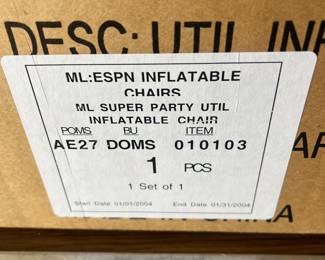 DESC: UTIL INF
ML:ESPN INFLATABLE
CHAIRS
ML SUPER PARTY UTIL
INFLATABLE CHAIR
POMS BU ITEM
AE27 DOMS 010103
1 PCS
1 Set of 1
Start Date 01/01/2004 End Date 01/31/2004